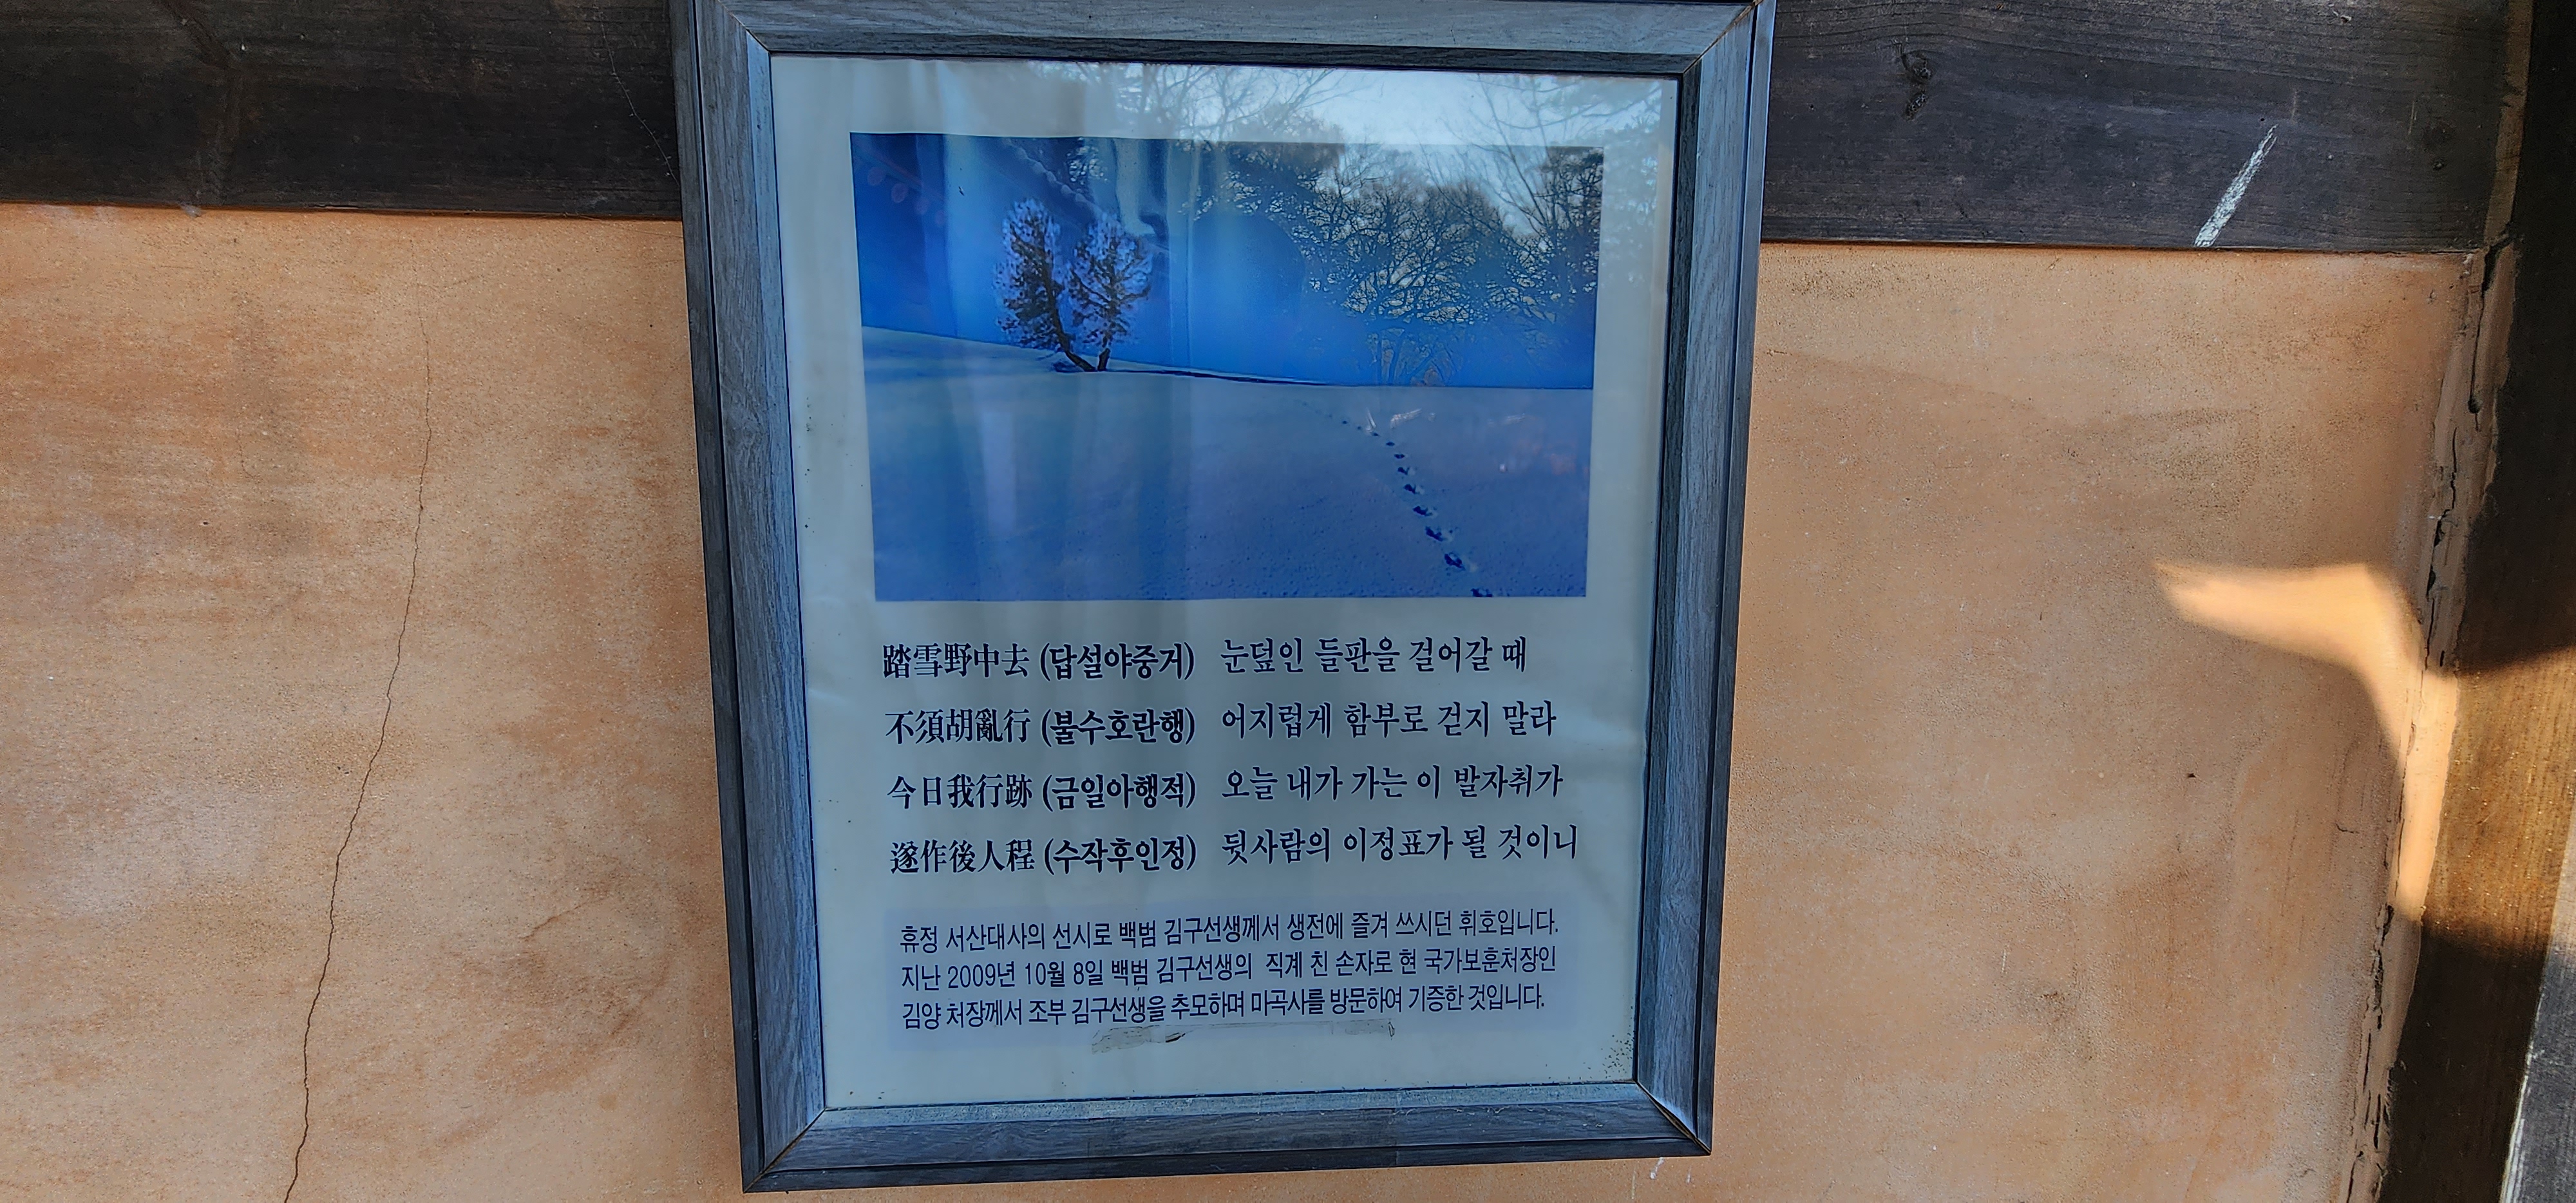 踏雪野中去 (답설야중거) 눈덮인 들판을 걸어갈 때
不須胡亂行 (불수호란행) 어지럽게 함부로 걷지 말라
今日我行跡 (금일아행적) 오늘 내가 가는 이 발자취가
遂作後人程 (수작후인정) 뒷사람의 이정표가 될 것이니
휴정 서산대사의 선시로 백범 김구선생께서 생전에 즐겨 쓰시던 휘호입니다.
지난 2009년 10월 8일 백범 김구선생의 직계 친 손자로 현 국가보훈처장인
김양 처장께서 조부 김구선생을 추모하며 마곡사를 방문하여 기증한 것입니다.